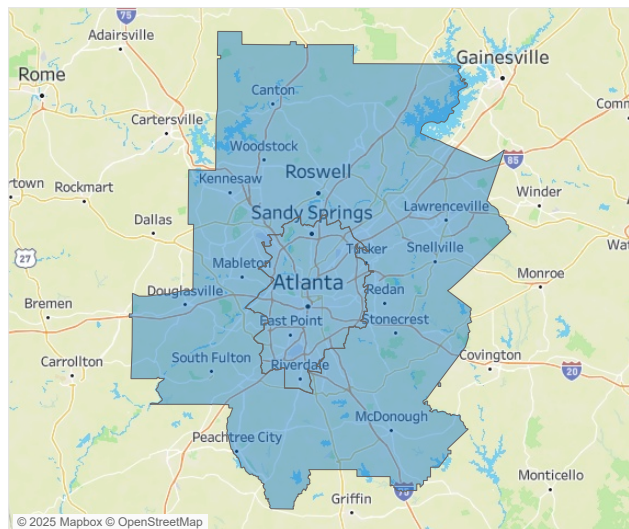 75
Adairsville
Rome
Gainesville
Canton
Comm
Cartersville
Woodstock
85
Roswell
Kennesaw
rtown
Rockmart
Winder
Lawrenceville
Dallas
Sandy Springs
Wat
Tucker
Snellville
27
Mableton
Monroe
Atlanta
Redan
Douglasville
Bremen
East Point
Stonecrest
South Fulton
Covington
Carrollton
Riverdale
20
McDonough
Peachtree City
Monticello
Griffin
© 2025 Mapbox © OpenStreetMap